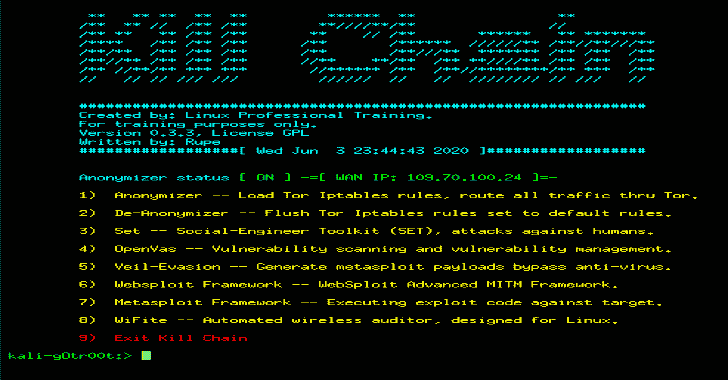 Kill Chain
################################################################
Created by: Linux Professional Training.
For training purposes only.
Version 0.3.3, License GPL
Written by: Rupe
##################[ Wed Jun  3 23:44:43 2020 ]##################
Anonymizer status [ ON ] -=[ WAN IP: 109.70.100.24 ]=-
1)  Anonymizer -- Load Tor Iptables rules, route all traffic thru Tor.
2)  De-Anonymizer -- Flush Tor Iptables rules set to default rules.
3)  Set -- Social-Engineer Toolkit (SET), attacks against humans.
4)  OpenVas -- Vulnerability scanning and vulnerability management.
5)  Veil-Evasion -- Generate metasploit payloads bypass anti-virus.
6)  Websploit Framework -- WebSploit Advanced MITM Framework.
7)  Metasploit Framework -- Executing exploit code against target.
8)  WiFite -- Automated wireless auditor, designed for Linux.
9)  Exit Kill Chain
kali-g0tr00t:>